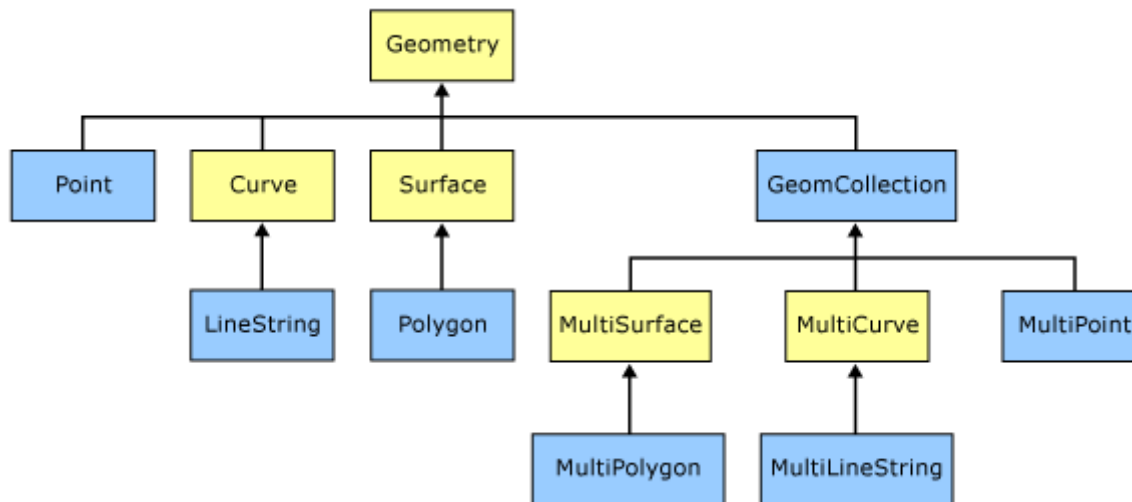 Geometry
Point
Curve
Surface
GeomCollection
LineString
Polygon
MultiSurface
MultiCurve
MultiPoint
MultiPolygon
MultiLineString